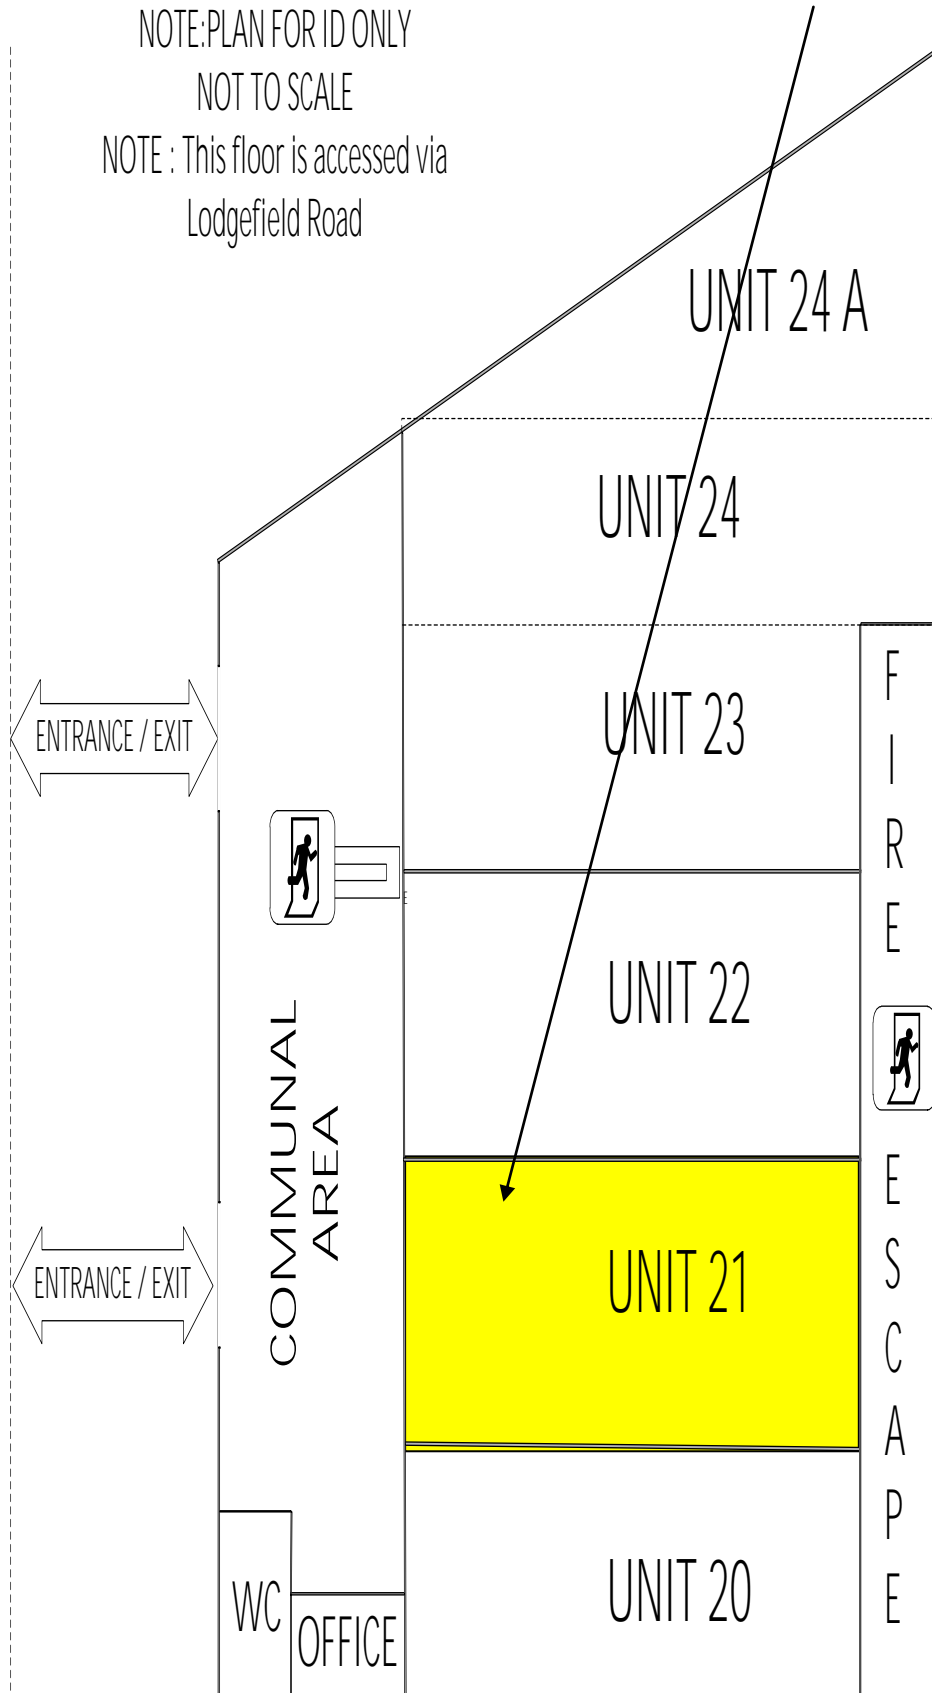 NOTE:PLAN FOR ID ONLY
NOT TO SCALE
NOTE : This floor is accessed via
Lodgefield Road
UNIT 24 A
UNIT 24
UNIT 23
ENTRANCE / EXIT
E
UNIT 22
COMMUNAL
AREA
FIRE
ESCAPE
ENTRANCE / EXIT
UNIT 21
UNIT 20
WC
OFFICE